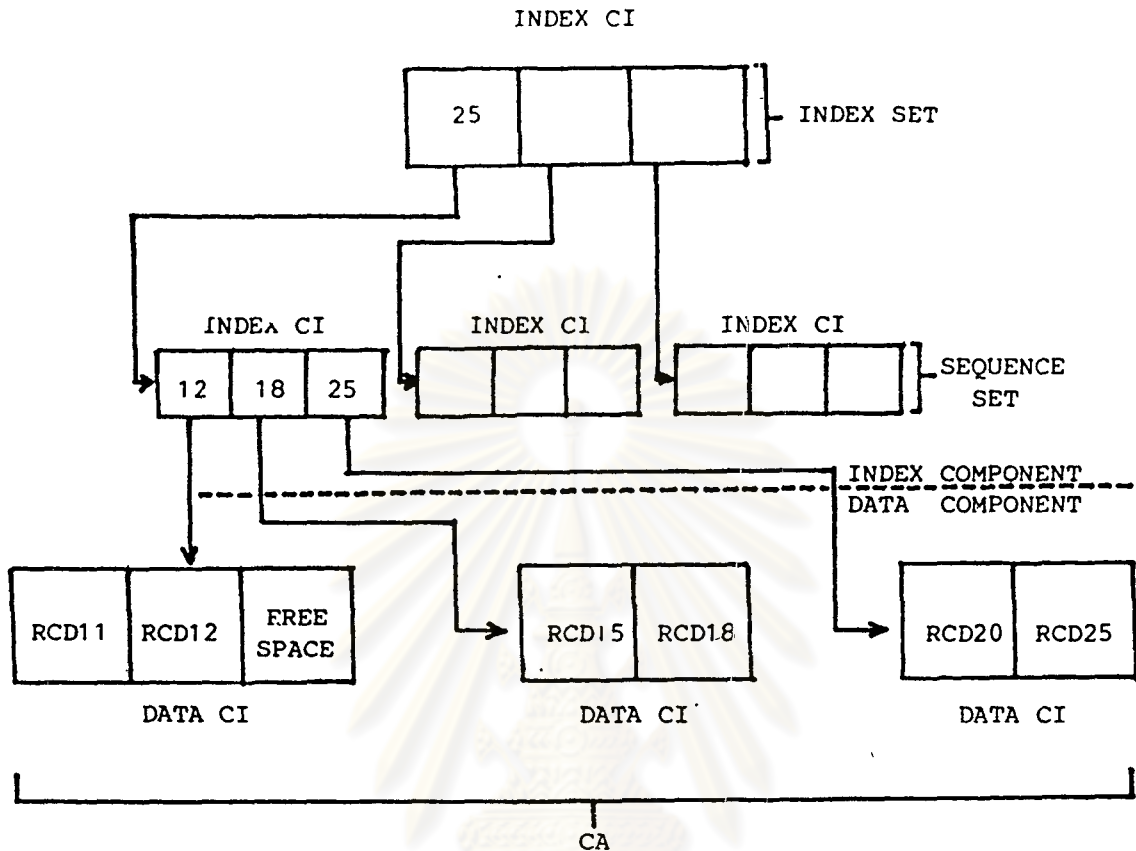 INDEX CI
25
INDEX SET
INDEX CI
INDEX CI
INDEX CI
12 18 25
SEQUENCE
SET
INDEX COMPONENT
DATA COMPONENT
RCD11 RCD12 FREE
SPACE
RCD15 RCD18
RCD20 RCD25
DATA CI
DATA CI
DATA CI
CA